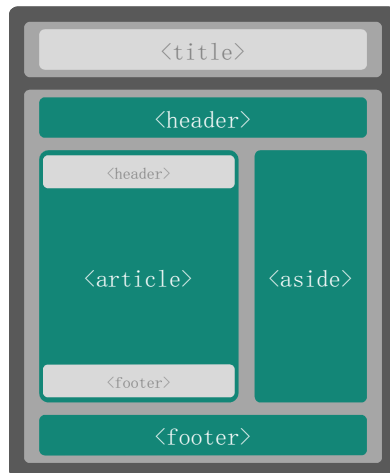 <title>
<header>
<header>
<article>
<aside>
<footer>
<footer>